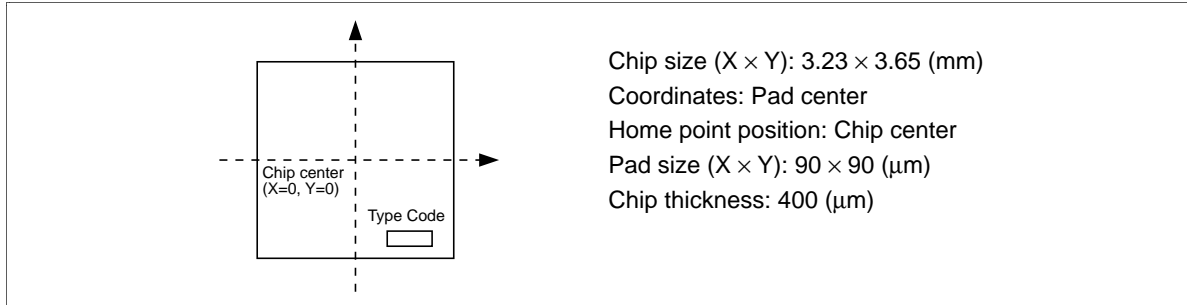 Chip center
(X=0, Y=0)
Type Code
Chip size (X × Y): 3.23 × 3.65 (mm)
Coordinates: Pad center
Home point position: Chip center
Pad size (X × Y): 90 × 90 (μm)
Chip thickness: 400 (μm)